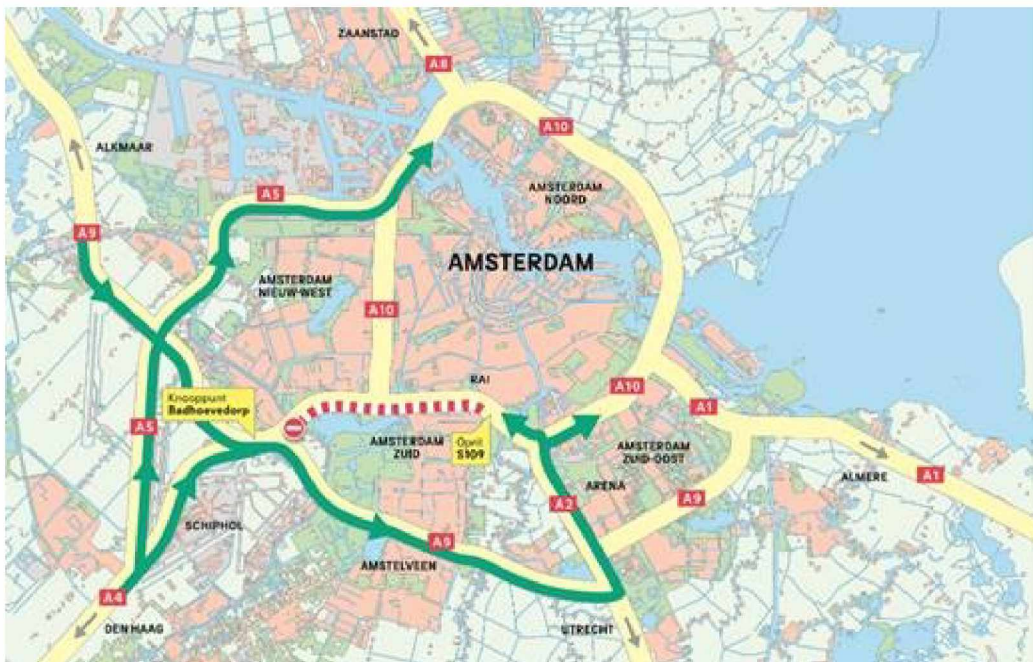 ZAANSTAD
A8
A10
ALKMAAR
A5
AMSTERDAM
NOORD
A9
AMSTERDAM
AMSTERDAM
NIEUW-WEST
A10
RAI
A10
Knooppunt
Badhoevedorp
A1
A5
AMSTERDAM
ZUID
Oprit
S109
AMSTERDAM
ZUID-OOST
ALMERE
A1
ARENA
A9
A2
SCHIPHOL
A9
AMSTELVEEN
A4
DEN HAAG
UTRECHT